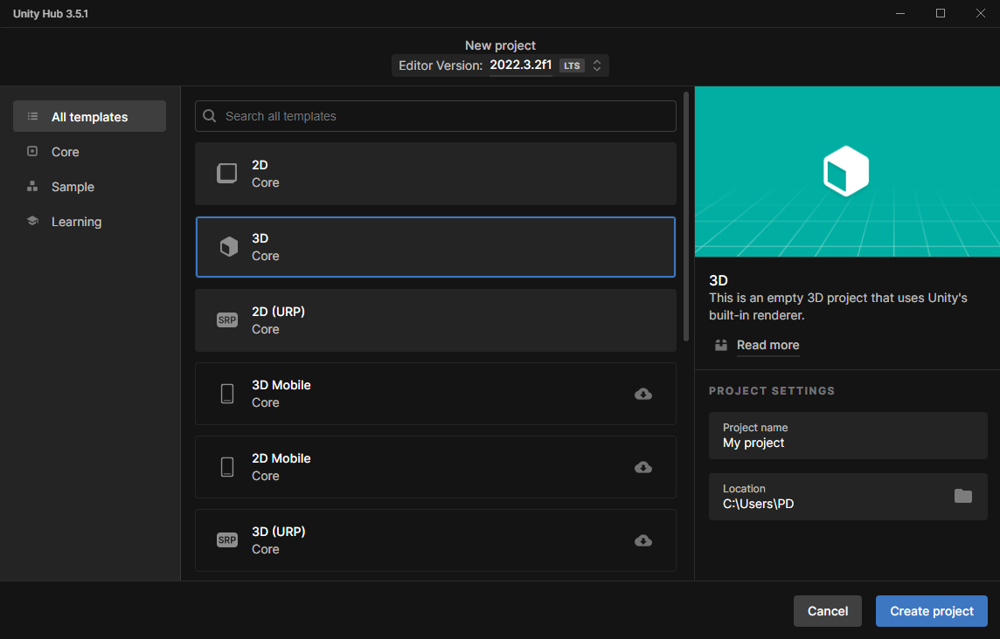 Unity Hub 3.5.1
New project
Editor Version: 2022.3.2f1 LTS
All templates
Core
Sample
Learning
Search all templates
2D
Core
3D
Core
SRP
2D (URP)
Core
3D Mobile
Core
2D Mobile
Core
SRP
3D (URP)
Core
3D
This is an empty 3D project that uses Unity's
built-in renderer.
Read more
PROJECT SETTINGS
Project name
My project
Location
C:\Users\PD
Cancel
Create project